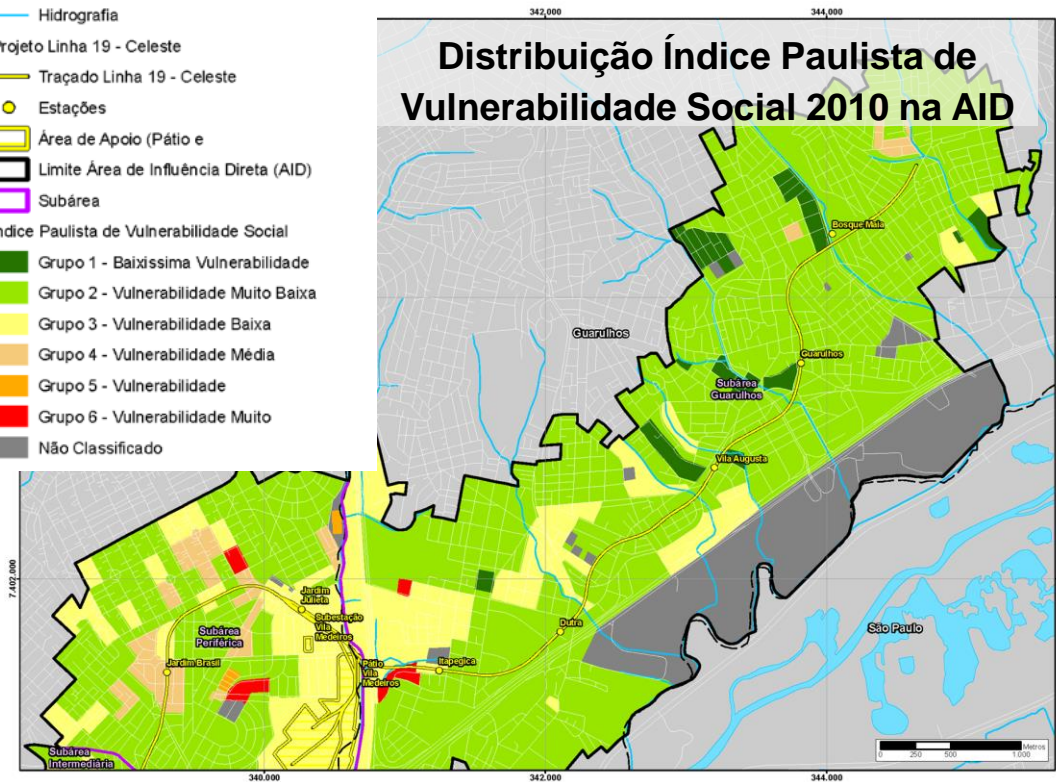 Hidrografia
rojeto Linha 19 - Celeste
Traçado Linha 19 - Celeste
Estações
Área de Apoio (Pátio e
Limite Área de Influência Direta (AID)
Subárea
ndice Paulista de Vulnerabilidade Social
Grupo 1 - Baixissima Vulnerabilidade
Grupo 2 - Vulnerabilidade Muito Baixa
Grupo 3 - Vulnerabilidade Baixa
Grupo 4 - Vulnerabilidade Média
Grupo 5 - Vulnerabilidade
Grupo 6 - Vulnerabilidade Muito
Não Classificado
342,000
344,000
Distribuição Índice Paulista de
Vulnerabilidade Social 2010 na AID
Bosque Maia
Guarulhos
Guarulhos
Subárea
Guarulhos
Vila Augusta
7.402.000
Jardim
Julieta
Subestação
Vila
Medeiros
Subárea
Periférica
Jardim Brasil
Pátio
Vila
Medeiros
Itapegica
Dutra
São Paulo
Subárea
Intermediária
Metros
0 250 500 1.000
340.000
342.000
344.000